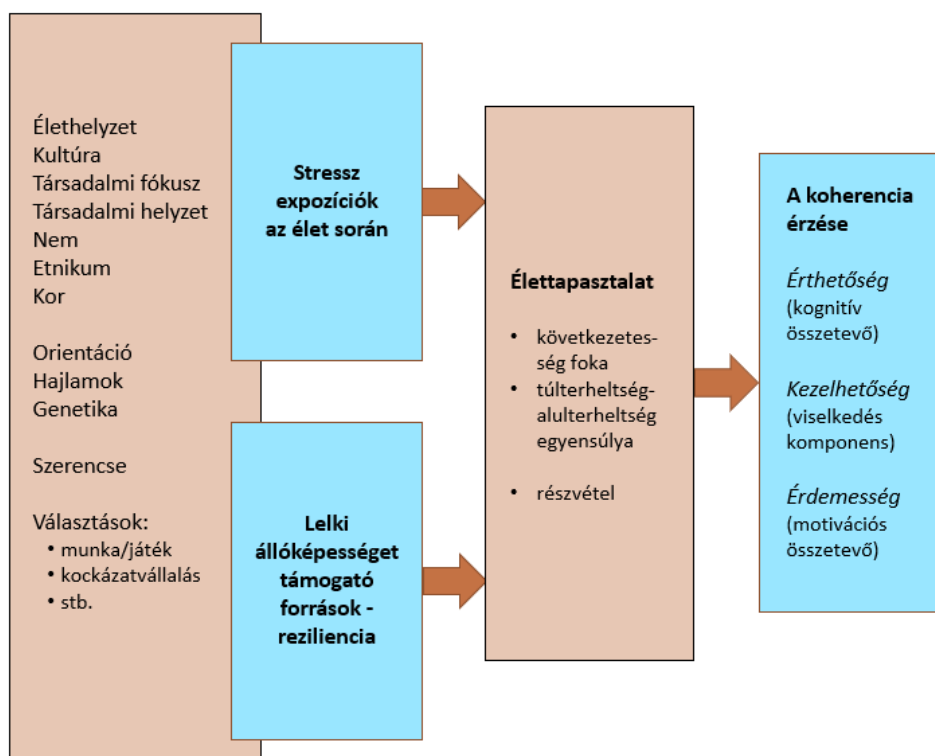 Élethelyzet
Kultúra
Társadalmi fókusz
Társadalmi helyzet
Nem
Etnikum
Kor
Orientáció
Hajlamok
Genetika
Szerencse
Választások:
• munka/játék
• kockázatvállalás
• stb.
Stressz
expozíciók
az élet során
Lelki
állóképességet
támogató
források -
reziliencia
Élettapasztalat
• következetes-
ség foka
• túlterheltség-
alulterheltség
egyensúlya
• részvétel
A koherencia
érzése
Érthetőség
(kognitív
összetevő)
Kezelhetőség
(viselkedés
komponens)
Érdemesség
(motivációs
összetevő)